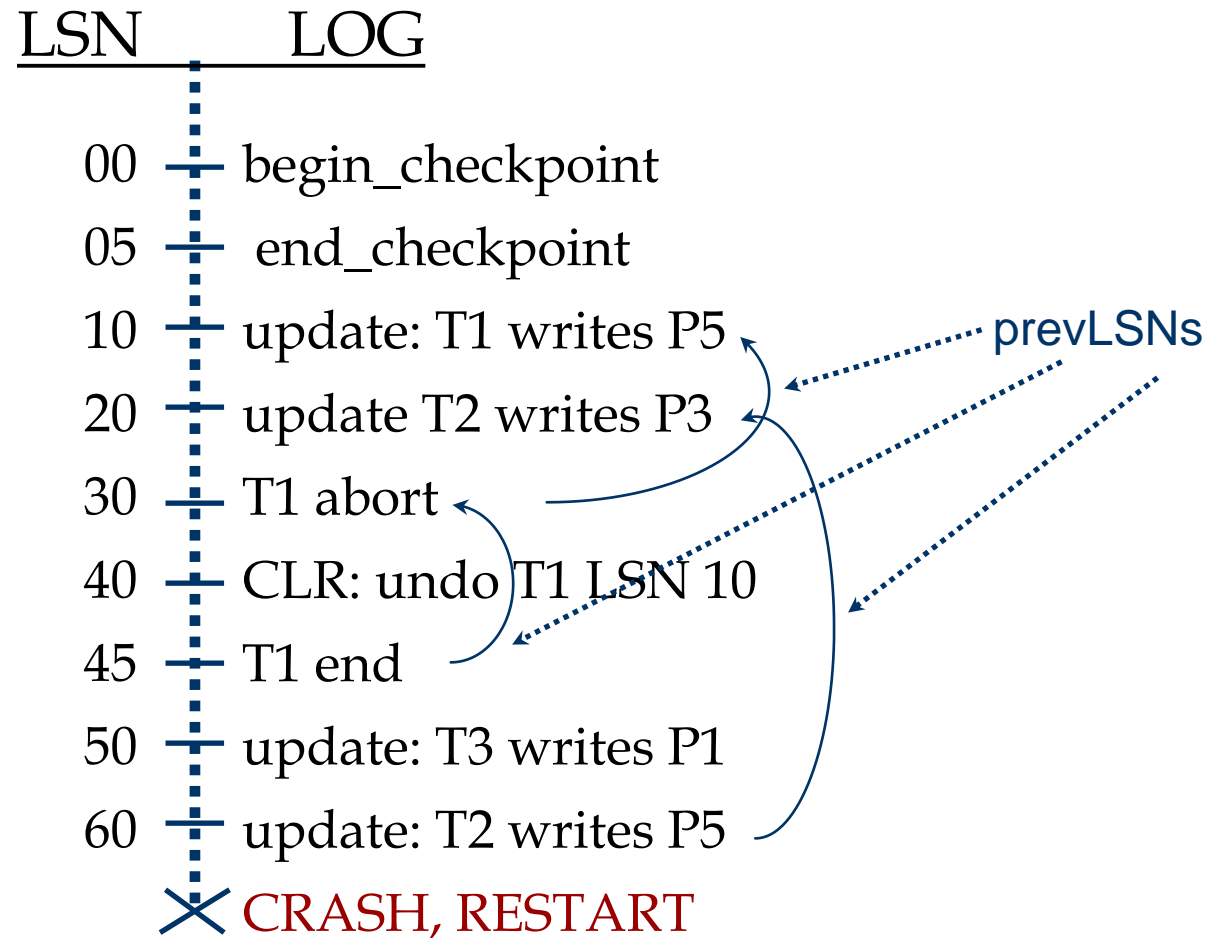 LSN LOG
00 begin_checkpoint
05 end_checkpoint
10 update: T1 writes P5
prevLSNs
20 update T2 writes P3
30 T1 abort
40 CLR: undo T1 LSN 10
45 T1 end
50 update: T3 writes P1
60 update: T2 writes P5
CRASH, RESTART